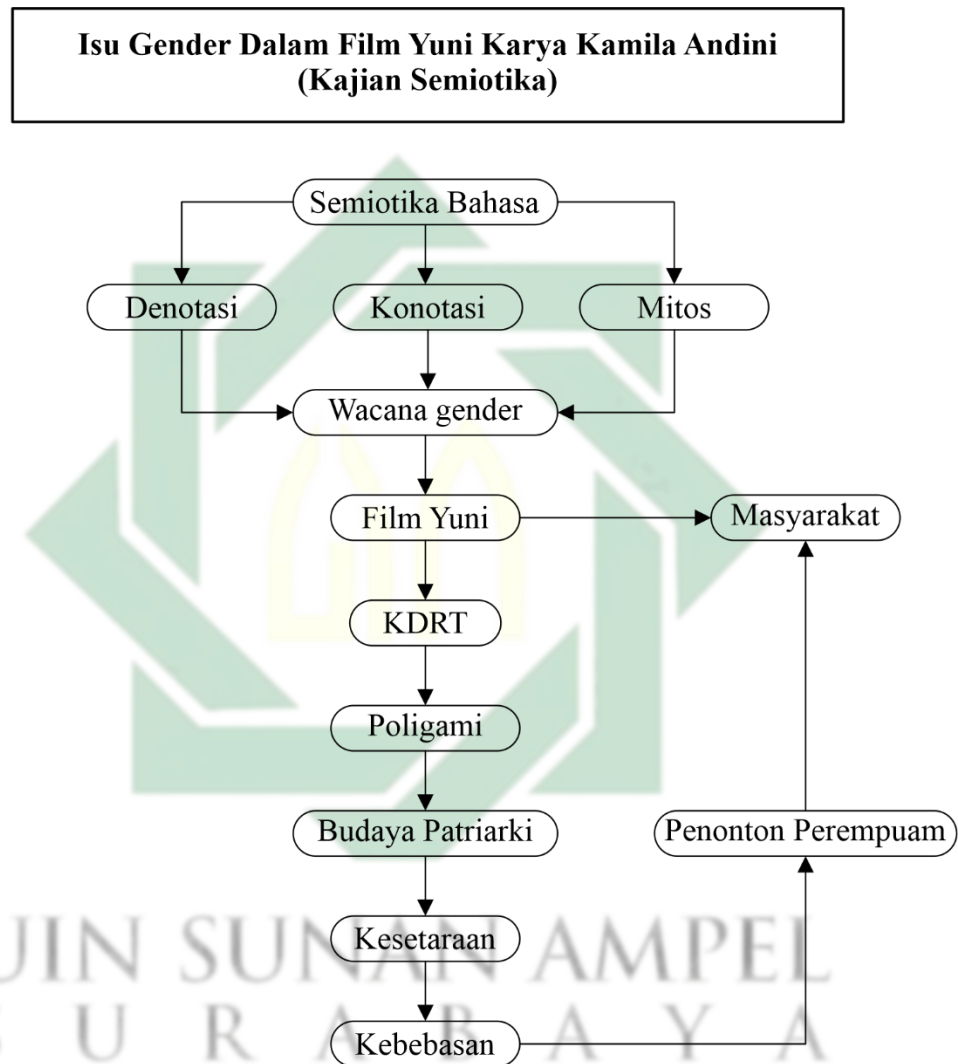 Isu Gender Dalam Film Yuni Karya Kamila Andini
(Kajian Semiotika)
Semiotika Bahasa
Denotasi
Konotasi
Mitos
Wacana gender
Film Yuni
Masyarakat
KDRT
Poligami
Budaya Patriarki
Penonton Perempuam
Kesetaraan
UIN SUNAN AMPEL
Kebebasan
S U R A B A Y A